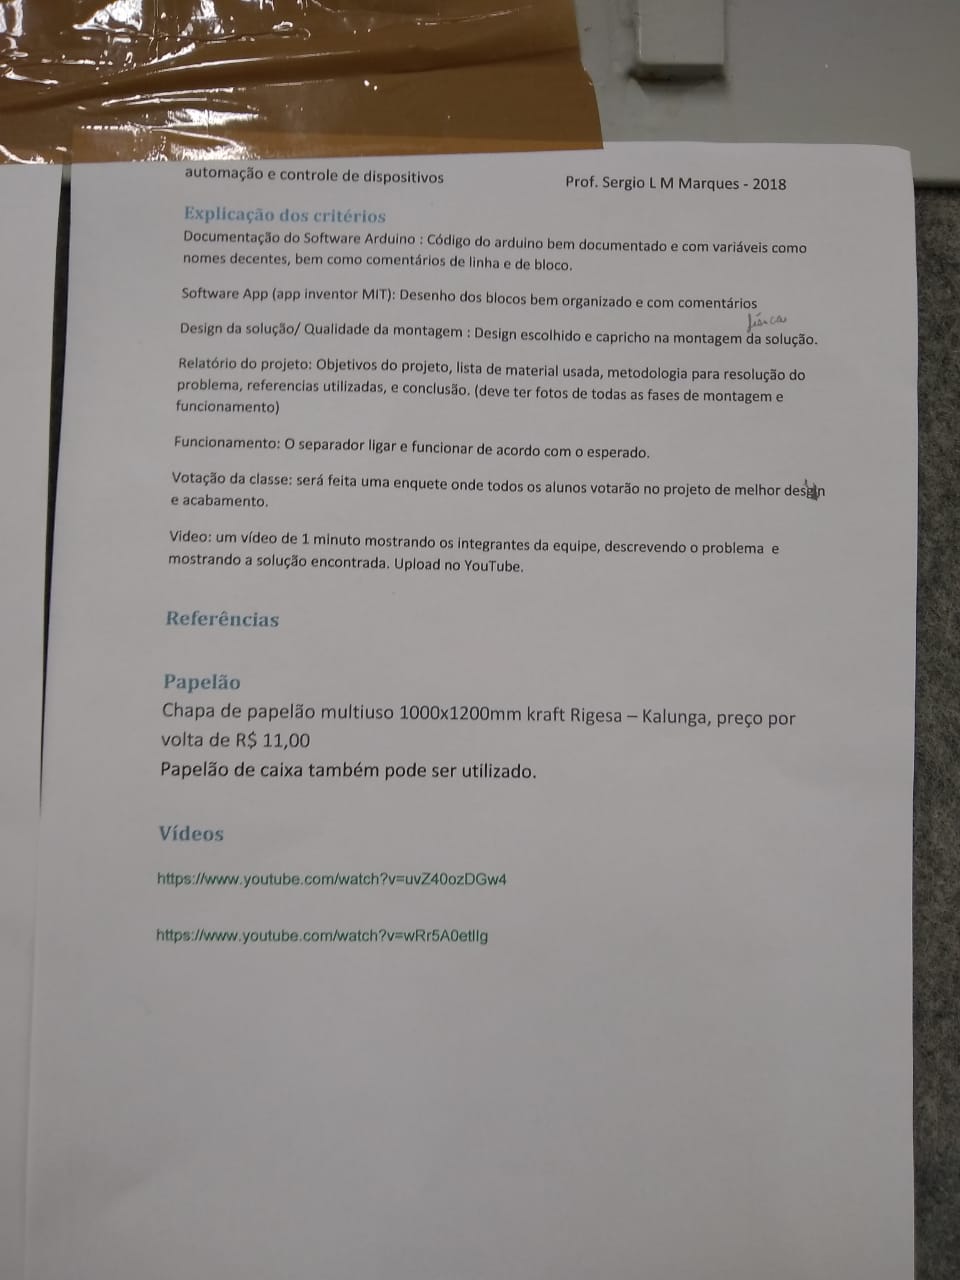 automação e controle de dispositivos Prof. Sergio L M Marques - 2018
Explicação dos critérios
Documentação do Software Arduino : Código do arduino bem documentado e com variáveis como
nomes decentes, bem como comentários de linha e de bloco.
Software App (app inventor MIT): Desenho dos blocos bem organizado e com comentários
física
Design da solução/ Qualidade da montagem : Design escolhido e capricho na montagem da solução.
Relatório do projeto: Objetivos do projeto, lista de material usada, metodologia para resolução do
problema, referencias utilizadas, e conclusão. (deve ter fotos de todas as fases de montagem e
funcionamento)
Funcionamento: O separador ligar e funcionar de acordo com o esperado.
Votação da classe: será feita uma enquete onde todos os alunos votarão no projeto de melhor
e acabamento.
Video: um vídeo de 1 minuto mostrando os integrantes da equipe, descrevendo o problema e
mostrando a solução encontrada. Upload no YouTube.
Referências
Papelão
Chapa de papelão multiuso 1000x1200mm kraft Rigesa – Kalunga, preço por
volta de R$ 11,00
Papelão de caixa também pode ser utilizado.
Vídeos
https://www.youtube.com/watch?v=uvZ40ozDGw4
https://www.youtube.com/watch?v=wRr5A0etlIg